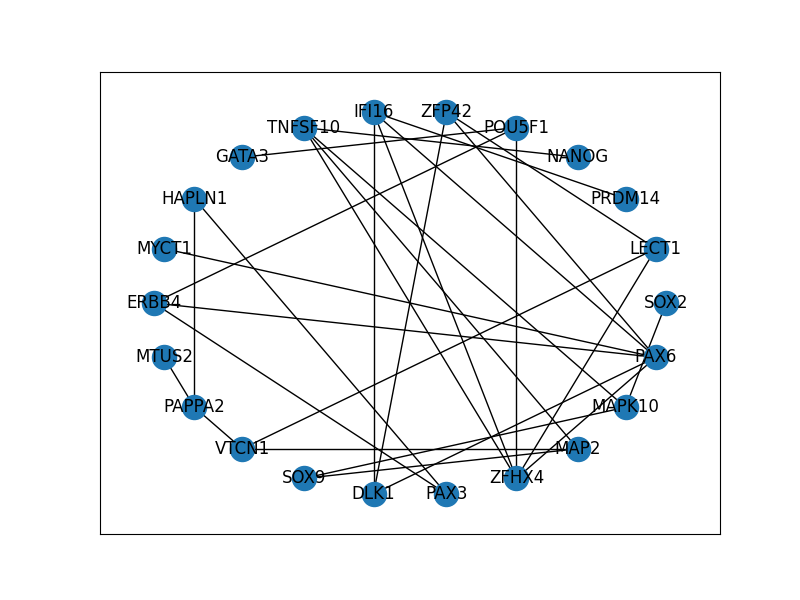 IFI16 ZFP42
TNFSF10 POU5F1
GATA3 NANOG
HAPLN1 PRDM14
MYCT1 LECT1
ERBB4 SOX2
MTUS2 PAX6
PAPPA2 MAPK10
VTCN1 MAP2
SOX9 ZFHX4
DLK1 PAX3